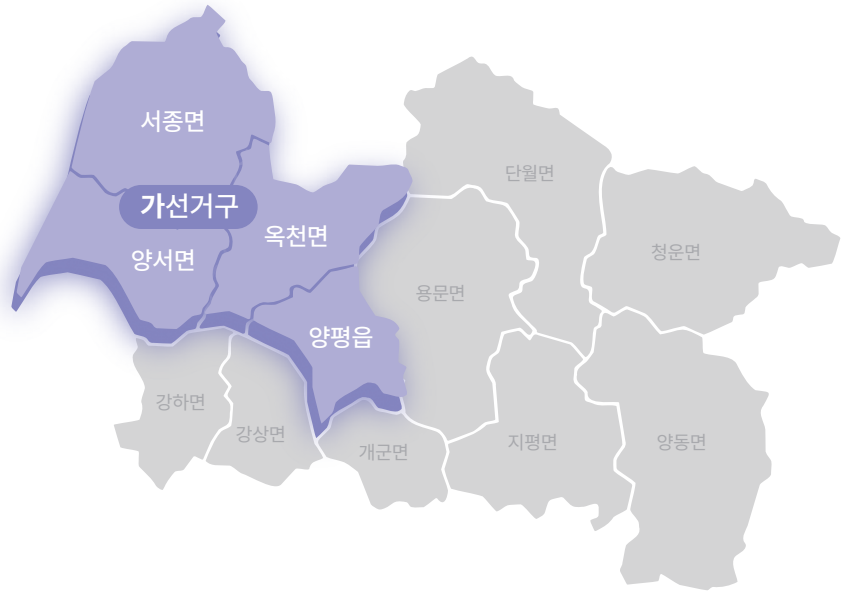 서종면
단월면
가선거구
옥천면
양서면
청운면
용문면
양평읍
강하면
강상면
개군면
지평면
양동면